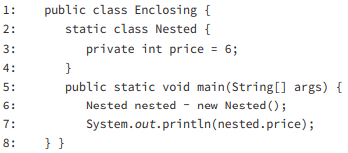 1: public class Enclosing {
2: static class Nested {
3: private int price = 6;
4: }
5: public static void main(String[] args) {
6: Nested nested - new Nested();
7: System.out.println(nested.price);
8: } }